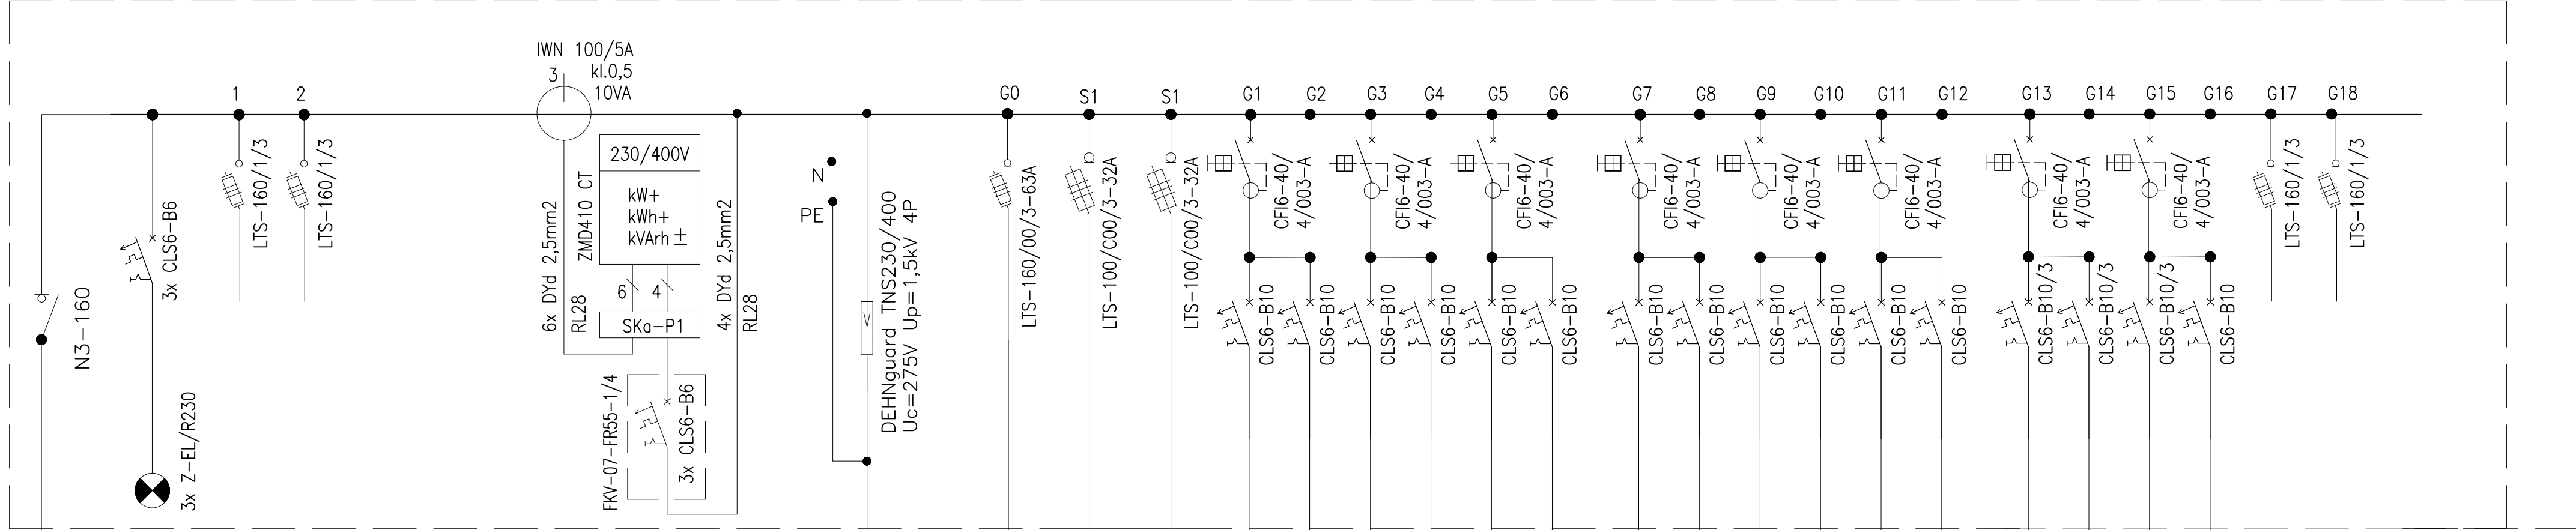 IWN 100/5A
3 kl.0,5
10VA
1
2
G0
S1
S1
G1
G2
G3
G4
G5
G6
G7
G8
G9
G10
G11
G12
G13
G14
G15
G16
G17
G18
N3-160
3x CLS6-B6
3x Z-EL/R230
LTS-160/1/3
LTS-160/1/3
6x DYd 2,5mm2
RL28
ZMD410 CT
230/400V
kW+
kWh+
kVArh ±
6
4
SKa-P1
4x DYd 2,5mm2
RL28
FKV-07-FR55-1/4
3x CLS6-B6
N
PE
DEHNguard TNS230/400
Uc=275V Up=1,5kV 4P
LTS-160/00/3-63A
LTS-100/C00/3-32A
LTS-100/C00/3-32A
CFI6-40/
4/003-A
CFI6-40/
4/003-A
CFI6-40/
4/003-A
CFI6-40/
4/003-A
CFI6-40/
4/003-A
CFI6-40/
4/003-A
CFI6-40/
4/003-A
CFI6-40/
4/003-A
LTS-160/1/3
LTS-160/1/3
CLS6-B10
CLS6-B10
CLS6-B10
CLS6-B10
CLS6-B10
CLS6-B10
CLS6-B10
CLS6-B10
CLS6-B10
CLS6-B10
CLS6-B10
CLS6-B10
CLS6-B10/3
CLS6-B10/3
CLS6-B10/3
CLS6-B10